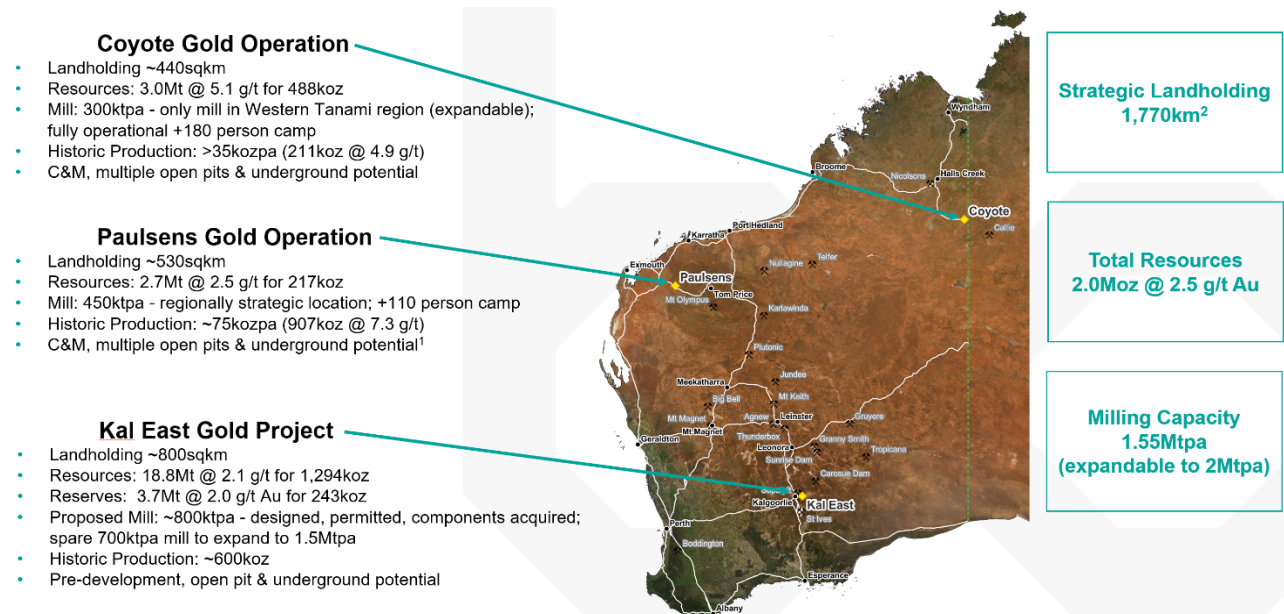 Coyote Gold Operation
• Landholding ~440sqkm
• Resources: 3.0Mt @ 5.1 g/t for 488koz
• Mill: 300ktpa - only mill in Western Tanami region (expandable);
fully operational +180 person camp
• Historic Production: >35kozpa (211koz @ 4.9 g/t)
• C&M, multiple open pits & underground potential
Paulsens Gold Operation
• Landholding ~530sqkm
• Resources: 2.7Mt @ 2.5 g/t for 217koz
• Mill: 450ktpa - regionally strategic location; +110 person camp
• Historic Production: ~75kozpa (907koz @ 7.3 g/t)
• C&M, multiple open pits & underground potential¹
Kal East Gold Project
• Landholding ~800sqkm
• Resources: 18.8Mt @ 2.1 g/t for 1,294koz
• Reserves: 3.7Mt @ 2.0 g/t Au for 243koz
• Proposed Mill: ~800ktpa - designed, permitted, components acquired;
spare 700ktpa mill to expand to 1.5Mtpa
• Historic Production: ~600koz
• Pre-development, open pit & underground potential
Wyndham
Broome
Nicolsons
Halls Creek
Coyote
Callie
Port Hedland
Karratha
Exmouth
Nullagine
Telfer
Paulsens
Tom Price
Mt Olympus
Karlawinda
Plutonic
Meekatharra
Jundee
Big Bell
Mt Keith
Mt Magnet
Agnew
Leinster
Gruyere
Mt Magnet
Geraldton
Thunderbox
Granny Smith
Leonora
Sunrise Dam
Tropicana
Carosue Dam
Kalgoorlie
Kal East
St Ives
Perth
Boddington
Esperance
Albany
Strategic Landholding
1,770km²
Total Resources
2.0Moz @ 2.5 g/t Au
Milling Capacity
1.55Mtpa
(expandable to 2Mtpa)